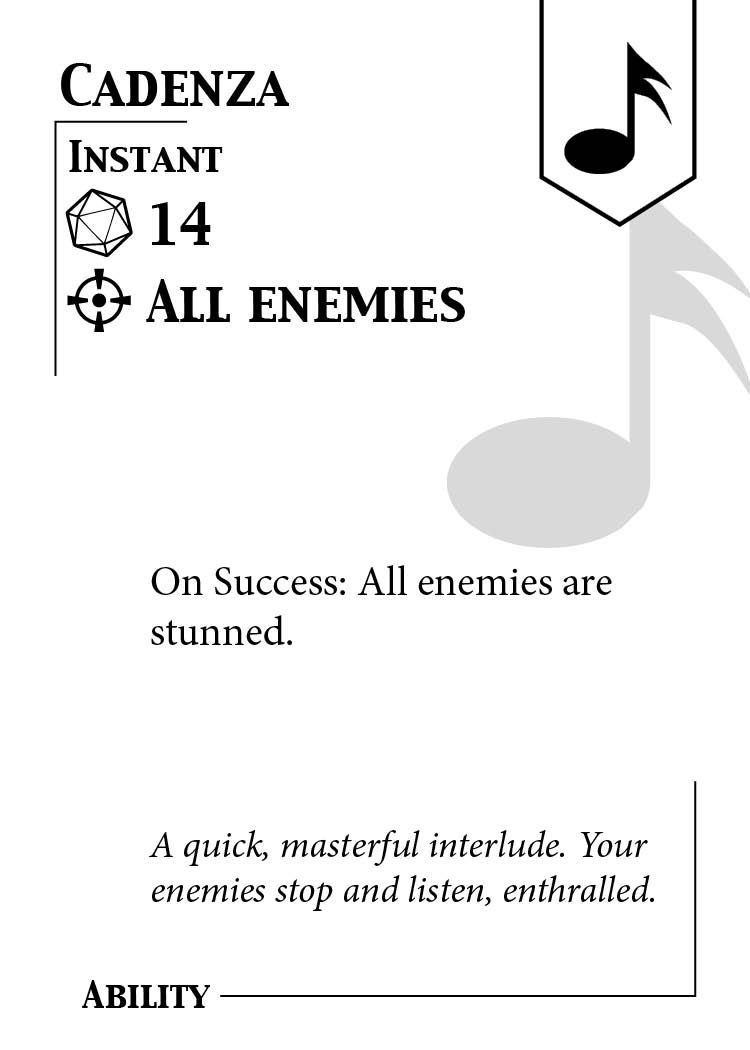 Cadenza
Instant
14
All enemies
On Success: All enemies are
stunned.
A quick, masterful interlude. Your
enemies stop and listen, enthralled.
Ability